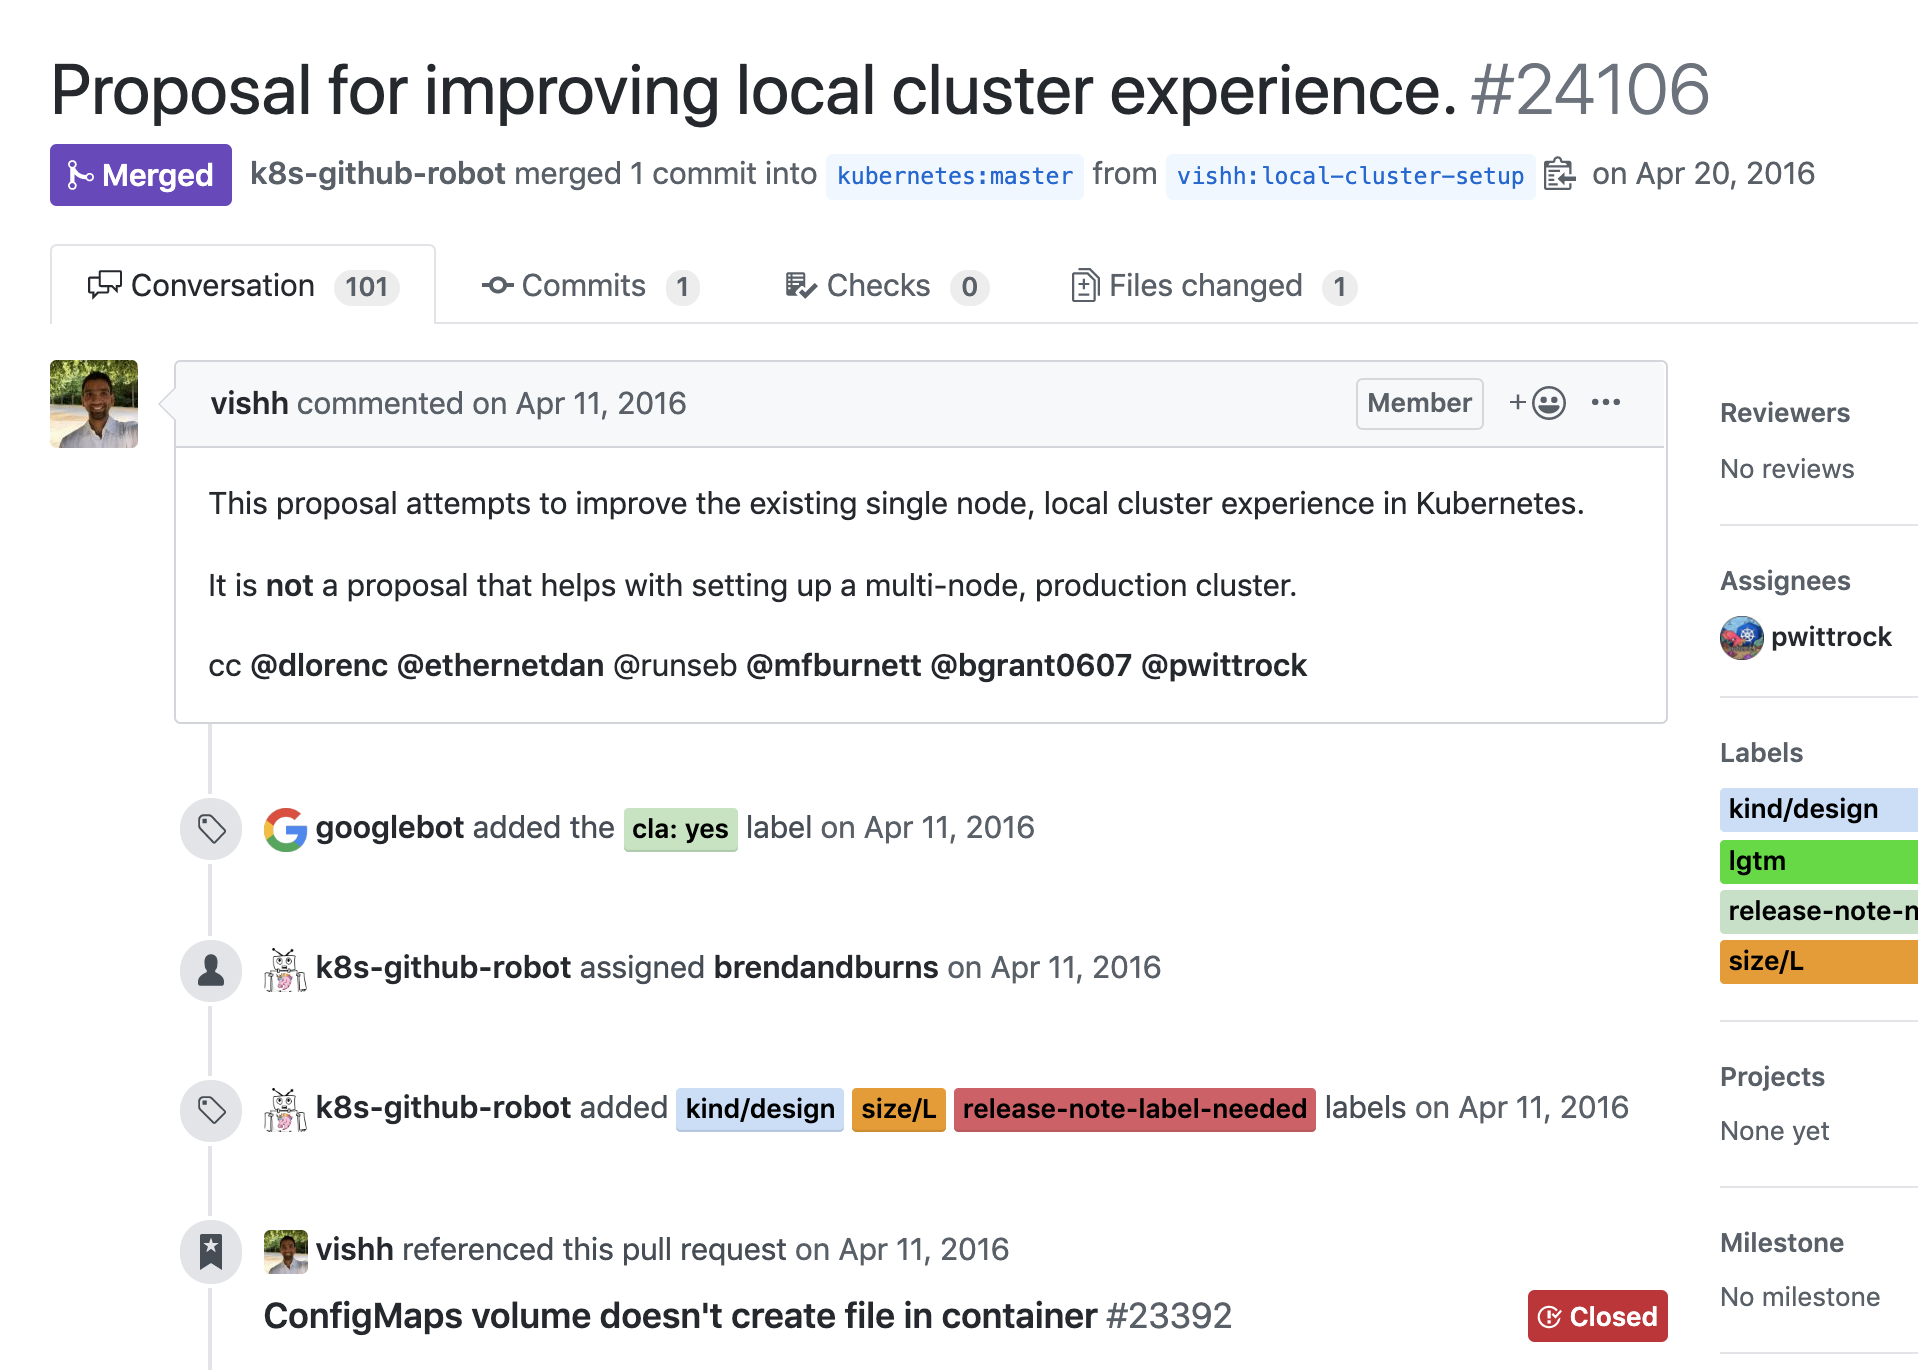 Proposal for improving local cluster experience. #24106
Merged k8s-github-robot merged 1 commit into kubernetes:master from vishh:local-cluster-setup on Apr 20, 2016
Conversation 101 Commits 1 Checks 0 Files changed 1
vishh commented on Apr 11, 2016 Member
This proposal attempts to improve the existing single node, local cluster experience in Kubernetes.
It is not a proposal that helps with setting up a multi-node, production cluster.
cc @dlorenc @ethernetdan @runseb @mfburnett @bgrant0607 @pwittrock
googlebot added the cla: yes label on Apr 11, 2016
k8s-github-robot assigned brendandburns on Apr 11, 2016
k8s-github-robot added kind/design size/L release-note-label-needed labels on Apr 11, 2016
vishh referenced this pull request on Apr 11, 2016
ConfigMaps volume doesn't create file in container #23392
Closed
Reviewers
No reviews
Assignees
pwittrock
Labels
kind/design
lgtm
release-note-n
size/L
Projects
None yet
Milestone
No milestone